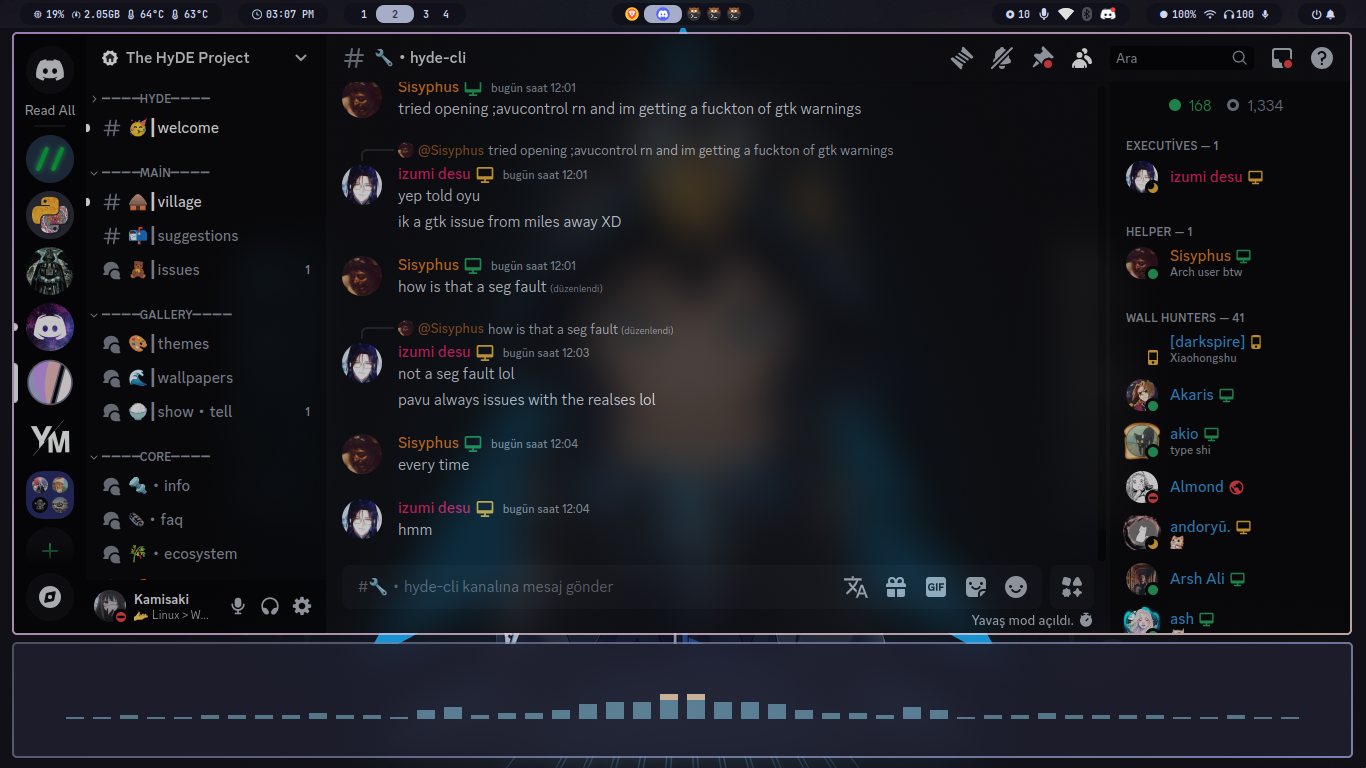 19% 2.05GB 64°C 63°C
03:07 PM
1 2 3 4
10
100% 100
Read All
YM
The HyDE Project
————HYDE————
🥳┃welcome
————MAİN————
🛖┃village
📬┃suggestions
🧸┃issues 1
————GALLERY————
🎨┃themes
🌊┃wallpapers
🍚┃show • tell 1
————CORE————
🔩 • info
🗞 • faq
🌴 • ecosystem
Kamisaki
Linux > W...
# 🔧 • hyde-cli
Ara
Sisyphus bugün saat 12:01
tried opening ;avucontrol rn and im getting a fuckton of gtk warnings
@Sisyphus tried opening ;avucontrol rn and im getting a fuckton of gtk warnings
izumi desu bugün saat 12:01
yep told oyu
ik a gtk issue from miles away XD
Sisyphus bugün saat 12:01
how is that a seg fault (düzenlendi)
@Sisyphus how is that a seg fault (düzenlendi)
izumi desu bugün saat 12:03
not a seg fault lol
pavu always issues with the realses lol
Sisyphus bugün saat 12:04
every time
izumi desu bugün saat 12:04
hmm
#🔧 • hyde-cli kanalına mesaj gönder
GIF
Yavaş mod açıldı.
168 1,334
EXECUTİVES — 1
izumi desu
HELPER — 1
Sisyphus
Arch user btw
WALL HUNTERS — 41
[darkspire]
Xiaohongshu
Akaris
akio
type shi
Almond
andoryū.
Arsh Ali
ash